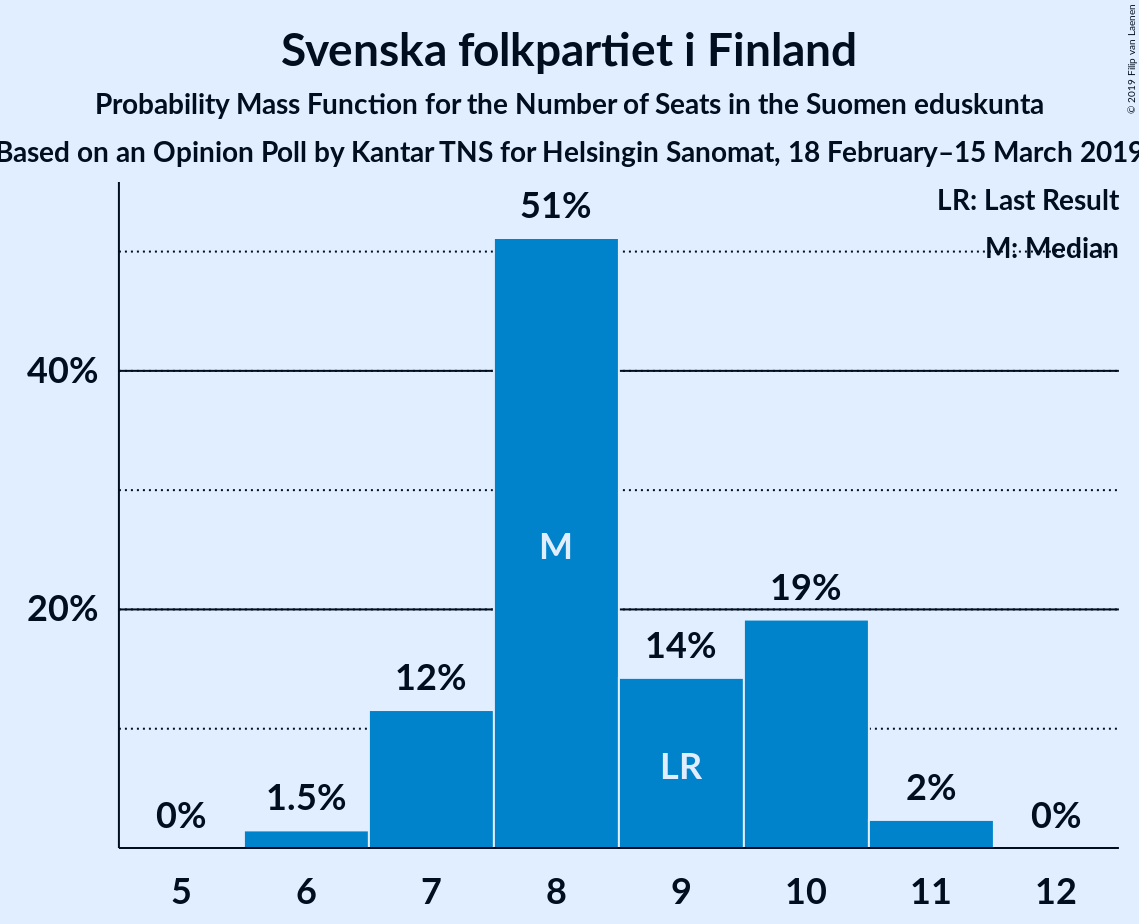 Svenska folkpartiet i Finland
Probability Mass Function for the Number of Seats in the Suomen eduskunta
Based on an Opinion Poll by Kantar TNS for Helsingin Sanomat, 18 February–15 March 2019
© 2019 Filip van Laenen
LR: Last Result
M: Median
51%
40%
M
19%
20%
14%
12%
LR
2%
1.5%
0%
0%
5 6 7 8 9 10 11 12